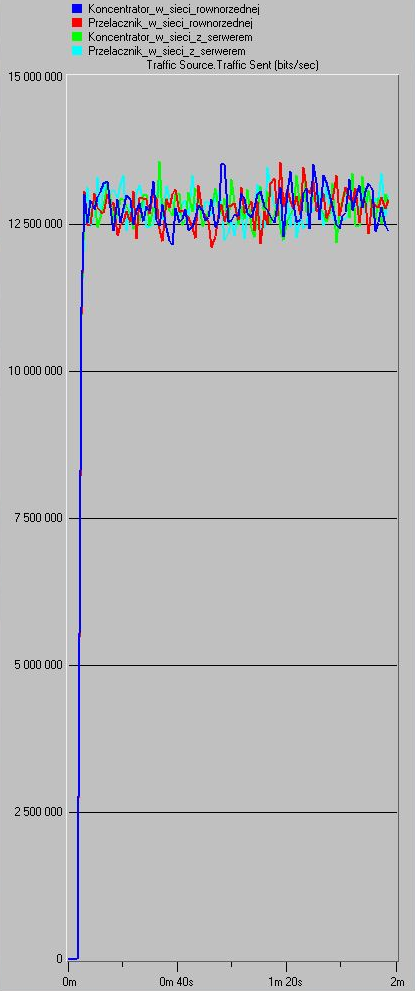 Koncentrator_w_sieci_rownorzednej
Przelacznik_w_sieci_rownorzednej
Koncentrator_w_sieci_z_serwerem
Przelacznik_w_sieci_z_serwerem
Traffic Source.Traffic Sent (bits/sec)
15 000 000
12 500 000
10 000 000
7 500 000
5 000 000
2 500 000
0
0m 0m 40s 1m 20s 2m